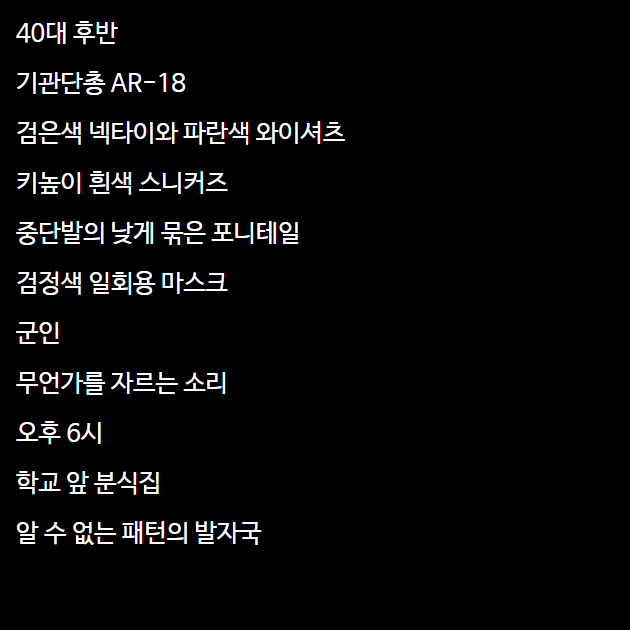 40대 후반
기관단총 AR-18
검은색 넥타이와 파란색 와이셔츠
키높이 흰색 스니커즈
중단발의 낮게 묶은 포니테일
검정색 일회용 마스크
군인
무언가를 자르는 소리
오후 6시
학교 앞 분식집
알 수 없는 패턴의 발자국